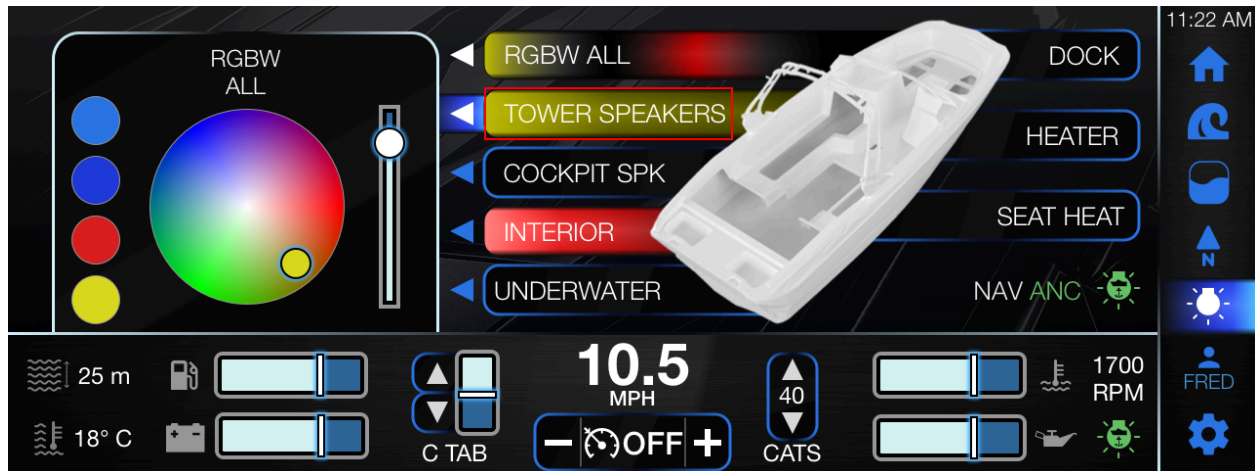 11:22 AM
RGBW
ALL
RGBW ALL
TOWER SPEAKERS
COCKPIT SPK
INTERIOR
UNDERWATER
DOCK
HEATER
SEAT HEAT
NAV ANC
N
FRED
25 m
18° C
C TAB
10.5
MPH
OFF
40
CATS
1700
RPM